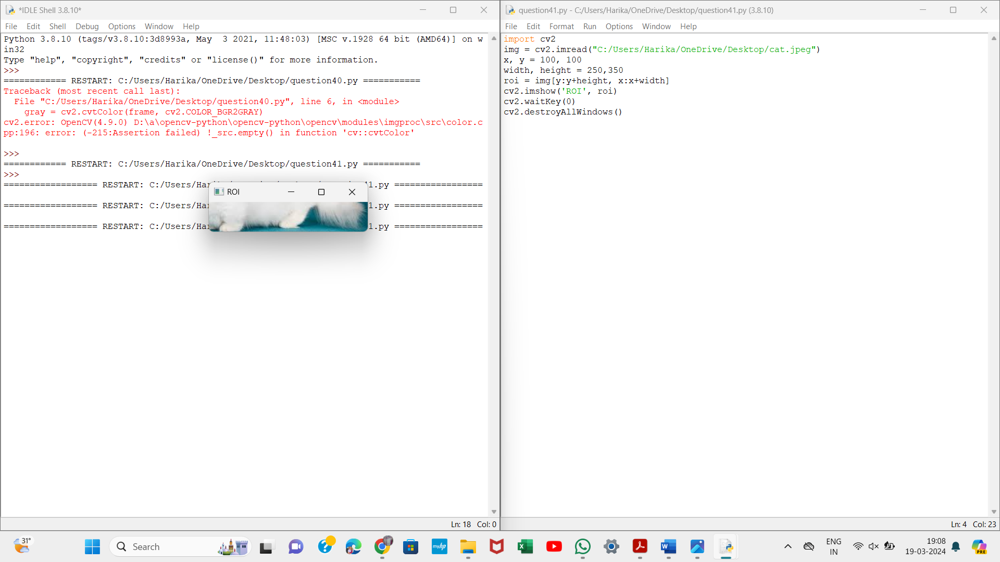 *IDLE Shell 3.8.10*
File Edit Shell Debug Options Window Help
Python 3.8.10 (tags/v3.8.10:3d8993a, May  3 2021, 11:48:03) [MSC v.1928 64 bit (AMD64)] on w
in32
Type "help", "copyright", "credits" or "license()" for more information.
>>>
============ RESTART: C:/Users/Harika/OneDrive/Desktop/question40.py ===========
Traceback (most recent call last):
  File "C:/Users/Harika/OneDrive/Desktop/question40.py", line 6, in <module>
    gray = cv2.cvtColor(frame, cv2.COLOR_BGR2GRAY)
cv2.error: OpenCV(4.9.0) D:\a\opencv-python\opencv-python\opencv\modules\imgproc\src\color.c
pp:196: error: (-215:Assertion failed) !_src.empty() in function 'cv::cvtColor'
>>>
============ RESTART: C:/Users/Harika/OneDrive/Desktop/question41.py ===========
>>>
================== RESTART: C:/Users/Har 1.py =================
================== RESTART: C:/Users/Har 1.py =================
================== RESTART: C:/Users/Har 1.py =================
ROI
Ln: 18 Col: 0
question41.py - C:/Users/Harika/OneDrive/Desktop/question41.py (3.8.10)
File Edit Format Run Options Window Help
import cv2
img = cv2.imread("C:/Users/Harika/OneDrive/Desktop/cat.jpeg")
x, y = 100, 100
width, height = 250,350
roi = img[y:y+height, x:x+width]
cv2.imshow('ROI', roi)
cv2.waitKey(0)
cv2.destroyAllWindows()
Ln: 4 Col: 23
31°
Search
myhp
ENG
IN
19:08
19-03-2024
PRE